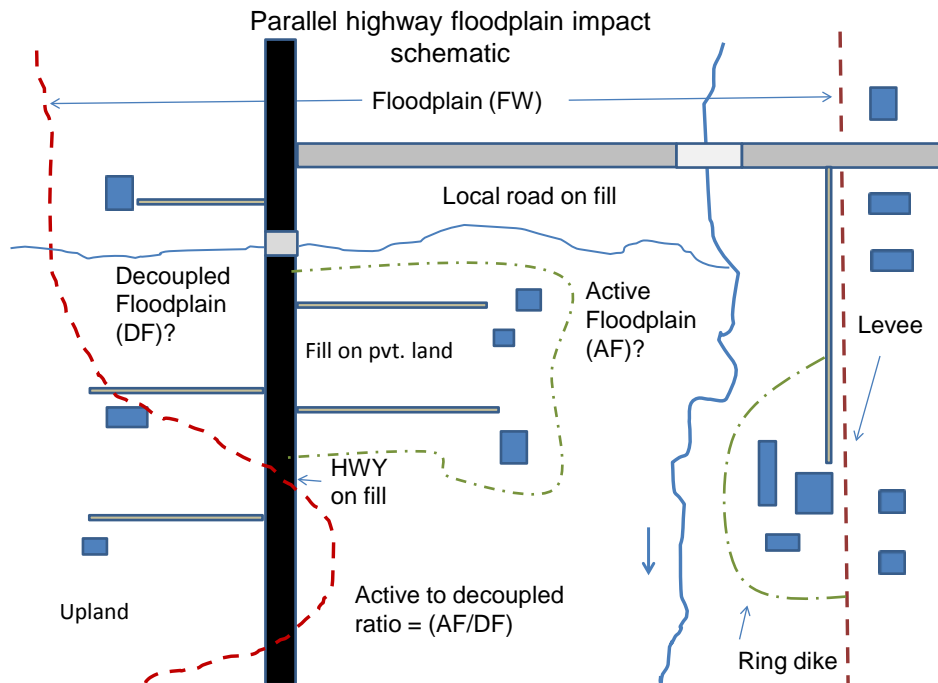 Parallel highway floodplain impact
schematic
Floodplain (FW)
Local road on fill
Decoupled
Floodplain
(DF)?
Active
Floodplain
(AF)?
Fill on pvt. land
Levee
HWY
on fill
Upland
Active to decoupled
ratio = (AF/DF)
Ring dike